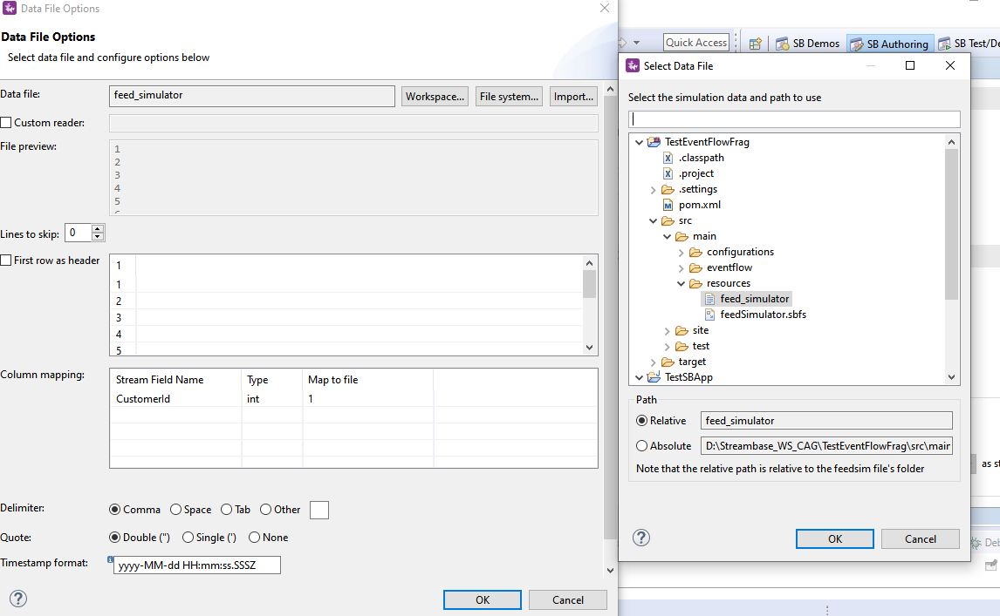 Data File Options
Data File Options
Select data file and configure options below
Data file:
feed_simulator
Workspace...
File system...
Import...
Custom reader:
File preview:
1
2
3
4
5
Lines to skip:
0
First row as header
1
1
2
3
4
5
Column mapping:
Stream Field Name
Type
Map to file
CustomerId
int
1
Delimiter:
Comma
Space
Tab
Other
Quote:
Double (")
Single (')
None
Timestamp format:
yyyy-MM-dd HH:mm:ss.SSSZ
OK
Cancel
Quick Access
SB Demos
SB Authoring
SB Test/De
Select Data File
Select the simulation data and path to use
TestEventFlowFrag
.classpath
.project
.settings
pom.xml
src
main
configurations
eventflow
resources
feed_simulator
feedSimulator.sbfs
site
test
target
TestSBApp
Path
Relative
feed_simulator
Absolute
D:\Streambase_WS_CAG\TestEventFlowFrag\src\main
Note that the relative path is relative to the feedsim file's folder
OK
Cancel
as st
Deb